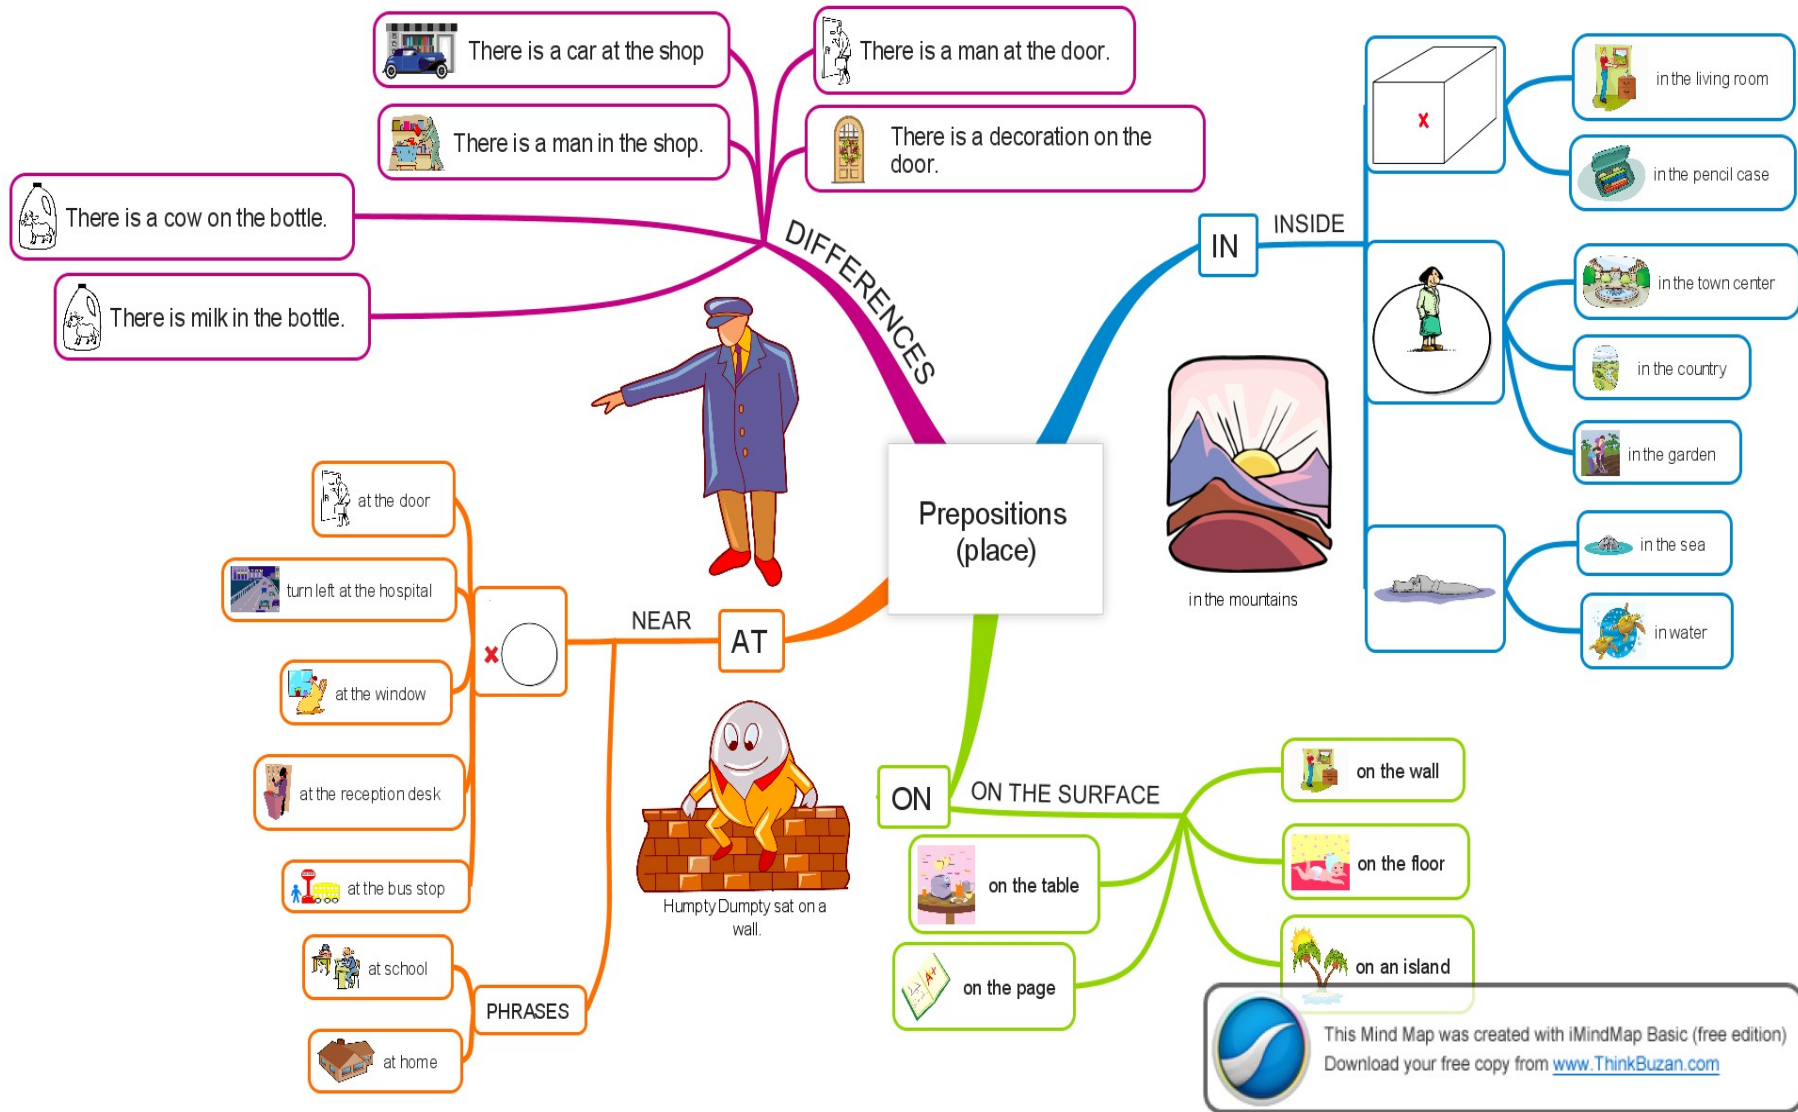 Prepositions
(place)
DIFFERENCES
There is a car at the shop
There is a man in the shop.
There is a man at the door.
There is a decoration on the
door.
There is a cow on the bottle.
There is milk in the bottle.
IN
INSIDE
in the living room
in the pencil case
in the town center
in the country
in the garden
in the sea
in water
in the mountains
AT
NEAR
at the door
turn left at the hospital
at the window
at the reception desk
at the bus stop
PHRASES
at school
at home
Humpty Dumpty sat on a
wall.
ON
ON THE SURFACE
on the wall
on the floor
on an island
on the table
on the page
A+
This Mind Map was created with iMindMap Basic (free edition)
Download your free copy from www.ThinkBuzan.com